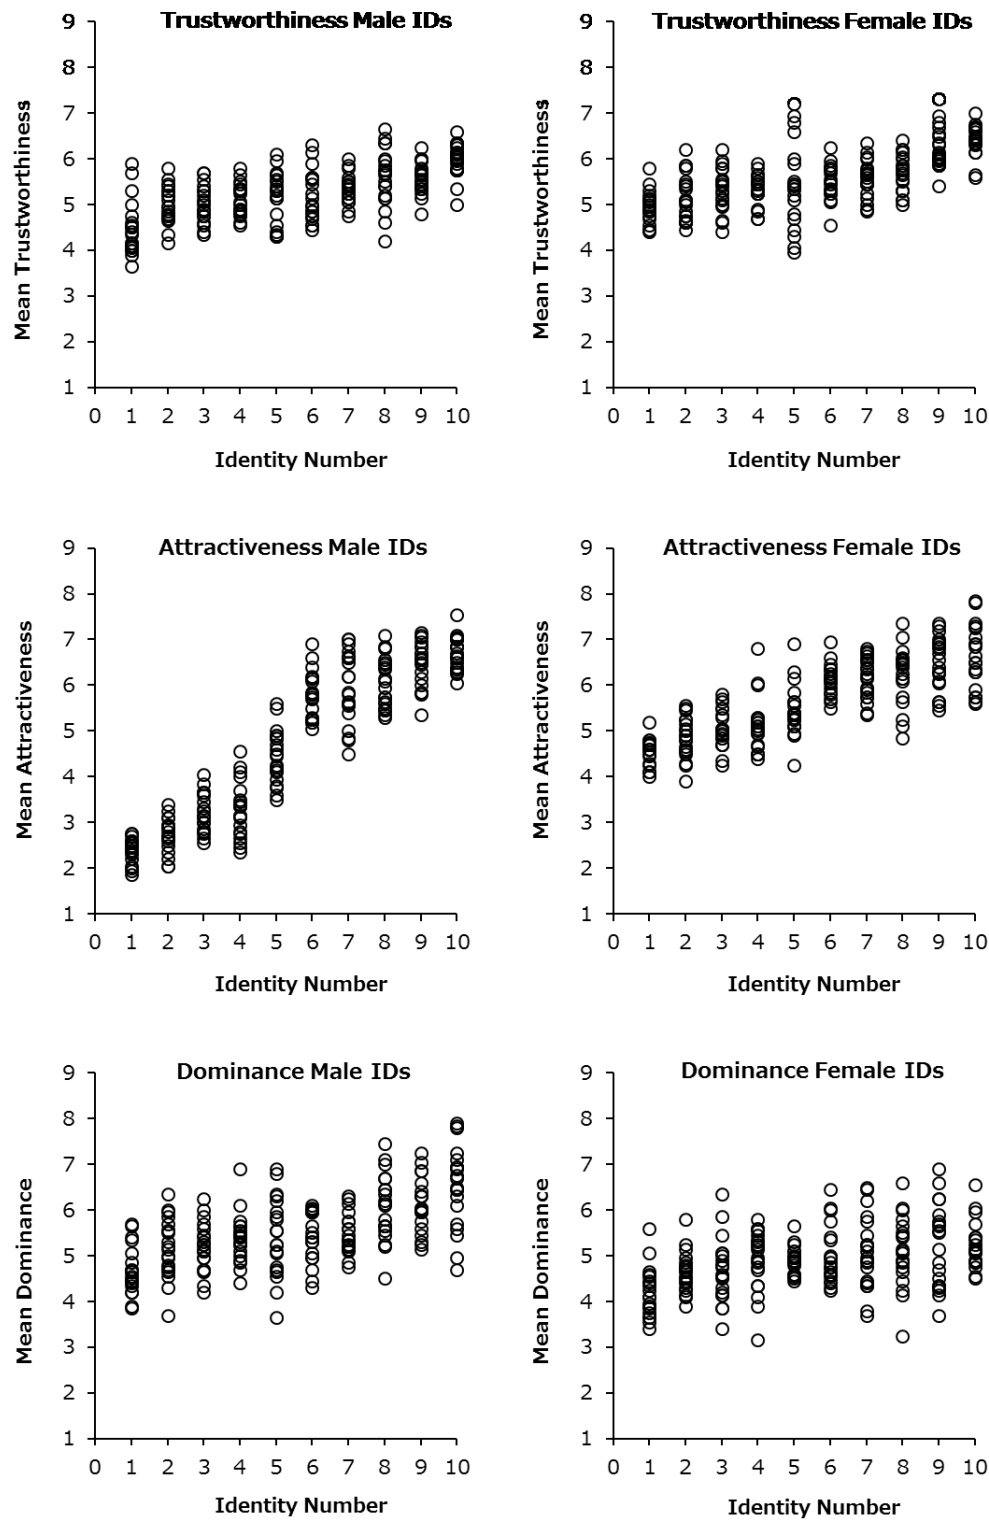 Trustworthiness Male IDs
Mean Trustworthiness
9
8
7
6
5
4
3
2
1
0 1 2 3 4 5 6 7 8 9 10
Identity Number
Trustworthiness Female IDs
Mean Trustworthiness
9
8
7
6
5
4
3
2
1
0 1 2 3 4 5 6 7 8 9 10
Identity Number
Attractiveness Male IDs
Mean Attractiveness
9
8
7
6
5
4
3
2
1
0 1 2 3 4 5 6 7 8 9 10
Identity Number
Attractiveness Female IDs
Mean Attractiveness
9
8
7
6
5
4
3
2
1
0 1 2 3 4 5 6 7 8 9 10
Identity Number
Dominance Male IDs
Mean Dominance
9
8
7
6
5
4
3
2
1
0 1 2 3 4 5 6 7 8 9 10
Identity Number
Dominance Female IDs
Mean Dominance
9
8
7
6
5
4
3
2
1
0 1 2 3 4 5 6 7 8 9 10
Identity Number